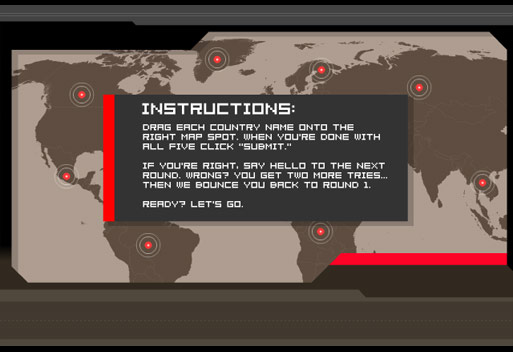 INSTRUCTIONS:
DRAG EACH COUNTRY NAME ONTO THE
RIGHT MAP SPOT. WHEN YOU'RE DONE WITH
ALL FIVE CLICK "SUBMIT."
IF YOU'RE RIGHT, SAY HELLO TO THE NEXT
ROUND. WRONG? YOU GET TWO MORE TRIES...
THEN WE BOUNCE YOU BACK TO ROUND 1.
READY? LET'S GO.